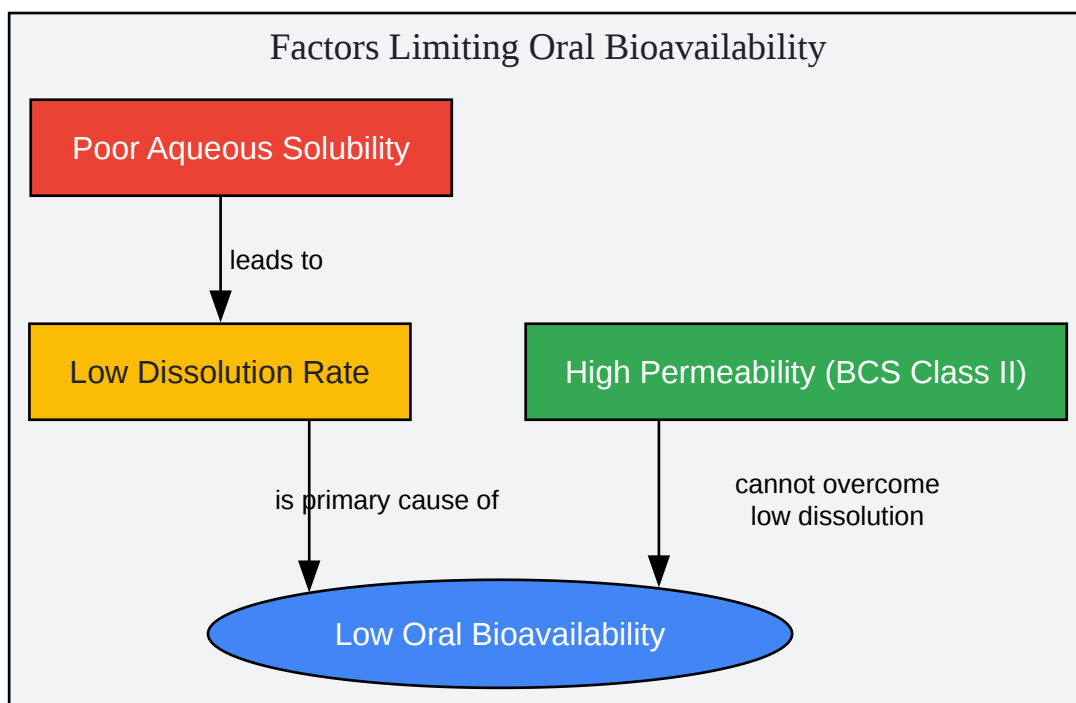 Factors Limiting Oral Bioavailability
Poor Aqueous Solubility
leads to
Low Dissolution Rate
High Permeability (BCS Class II)
is primary cause of
cannot overcome
low dissolution
Low Oral Bioavailability